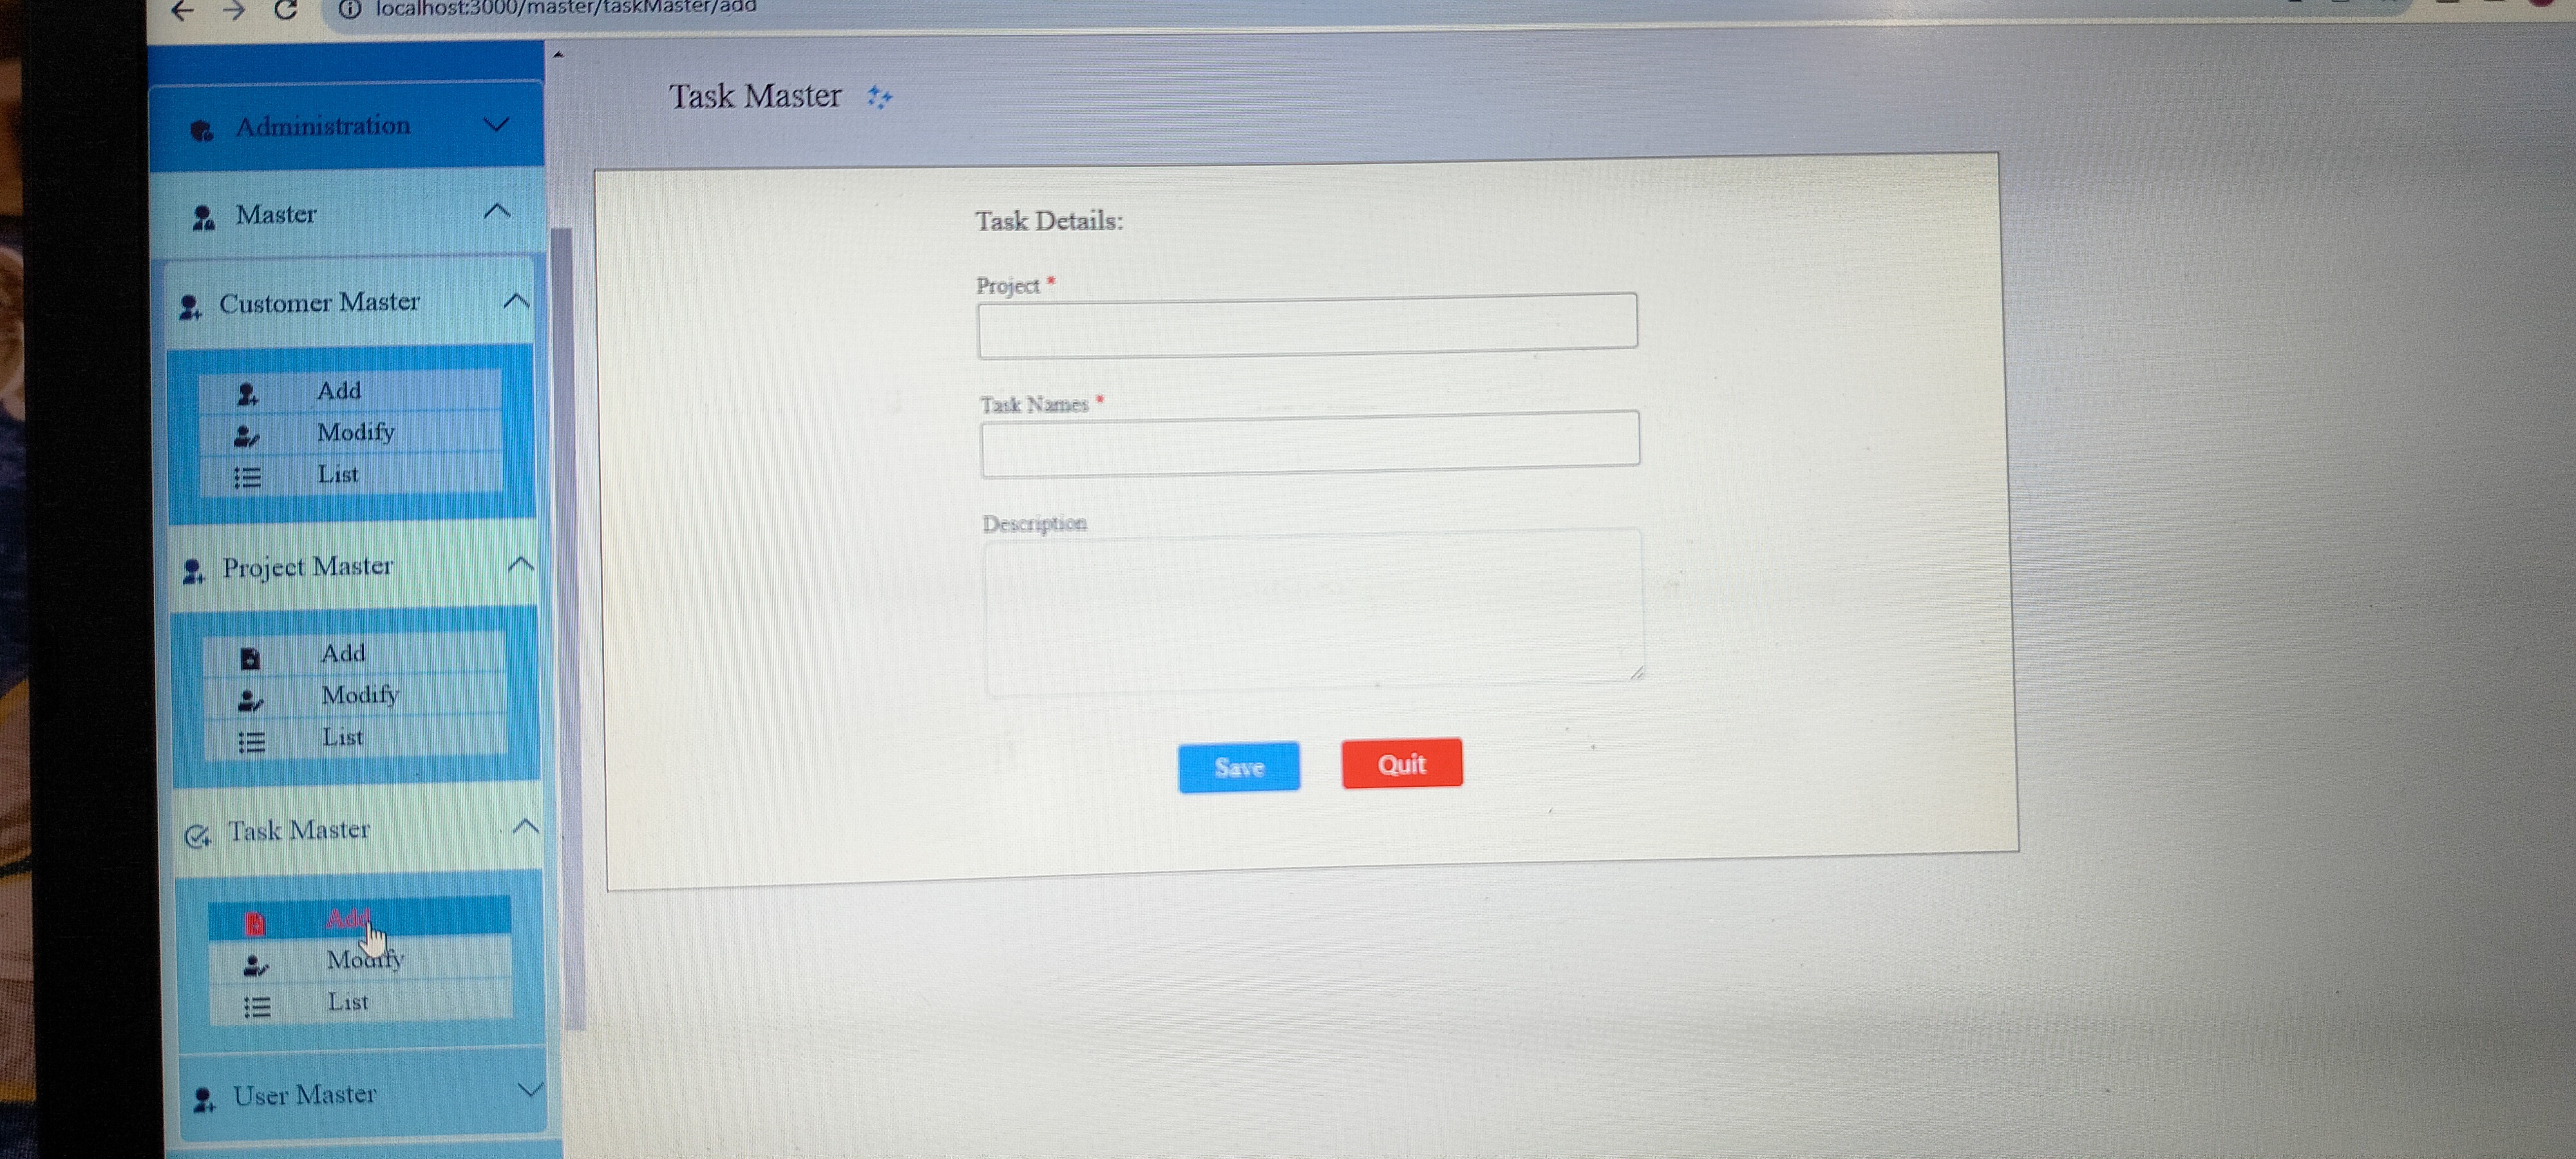 localhost:3000/master/taskMaster/add
Administration
Master
Customer Master
Add
Modify
List
Project Master
Add
Modify
List
Task Master
Add
Modify
List
User Master
Task Master
Task Details:
Project *
Task Names *
Description
Save
Quit